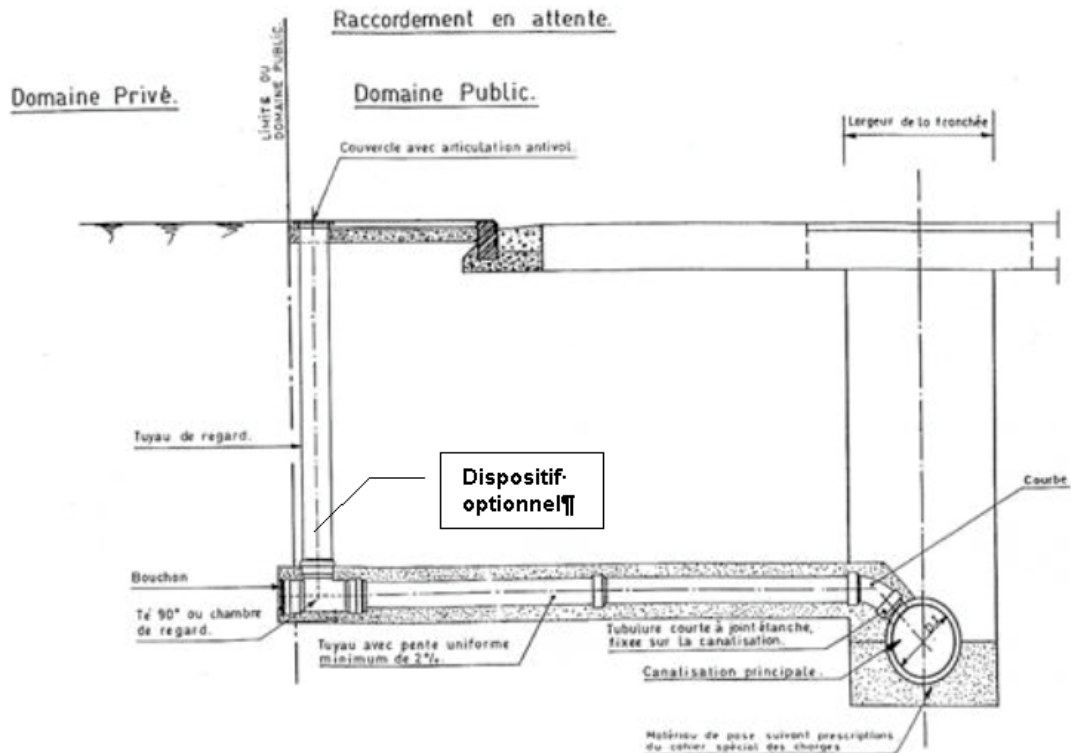 Raccordement en attente.
Domaine Privé.
LIMITE DU
DOMAINE PUBLIC.
Domaine Public.
Largeur de la tranchée
Couvercle avec articulation antivol.
Tuyau de regard.
Dispositif·
optionnel¶
Courbe
Bouchon
Té 90° ou chambre
de regard.
Tuyau avec pente uniforme
minimum de 2%.
Tubulure courte à joint étanche,
fixée sur la canalisation.
Canalisation principale.
Matériau de pose suivant prescriptions
du cahier spécial des charges